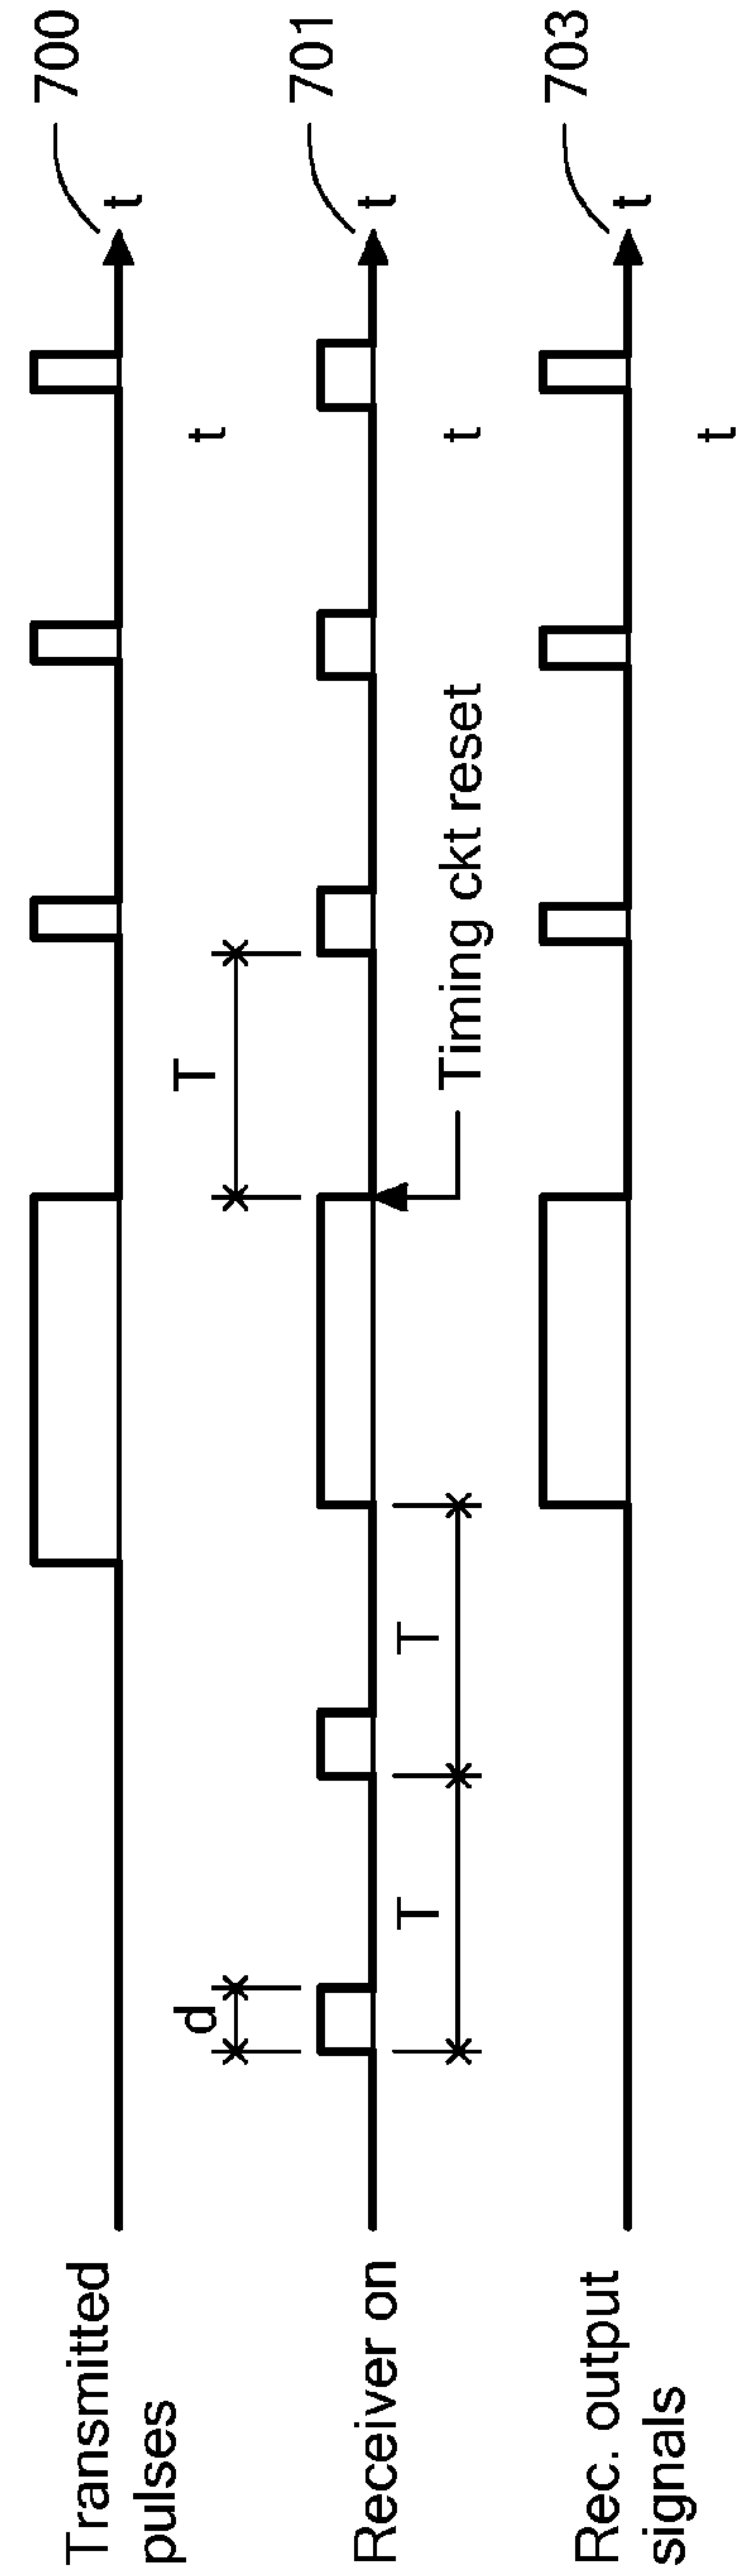 Transmitted
pulses
t
700
t
T
d
Receiver on
t
701
T
T
Timing ckt reset
t
Rec. output
signals
t
703
t